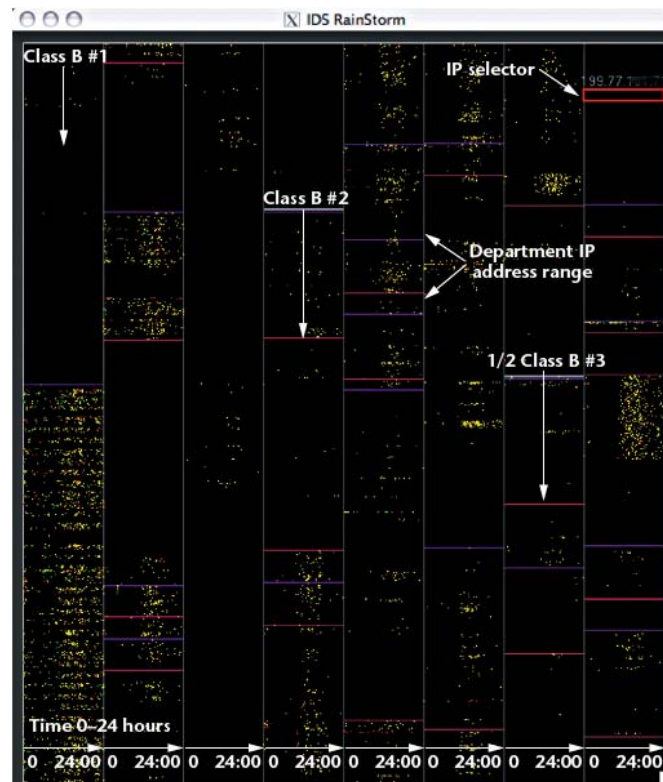 X IDS RainStorm
Class B #1
IP selector
Class B #2
Department IP
address range
1/2 Class B #3
Time 0~24 hours
0 24:00 0 24:00 0 24:00 0 24:00 0 24:00 0 24:00 0 24:00 0 24:00